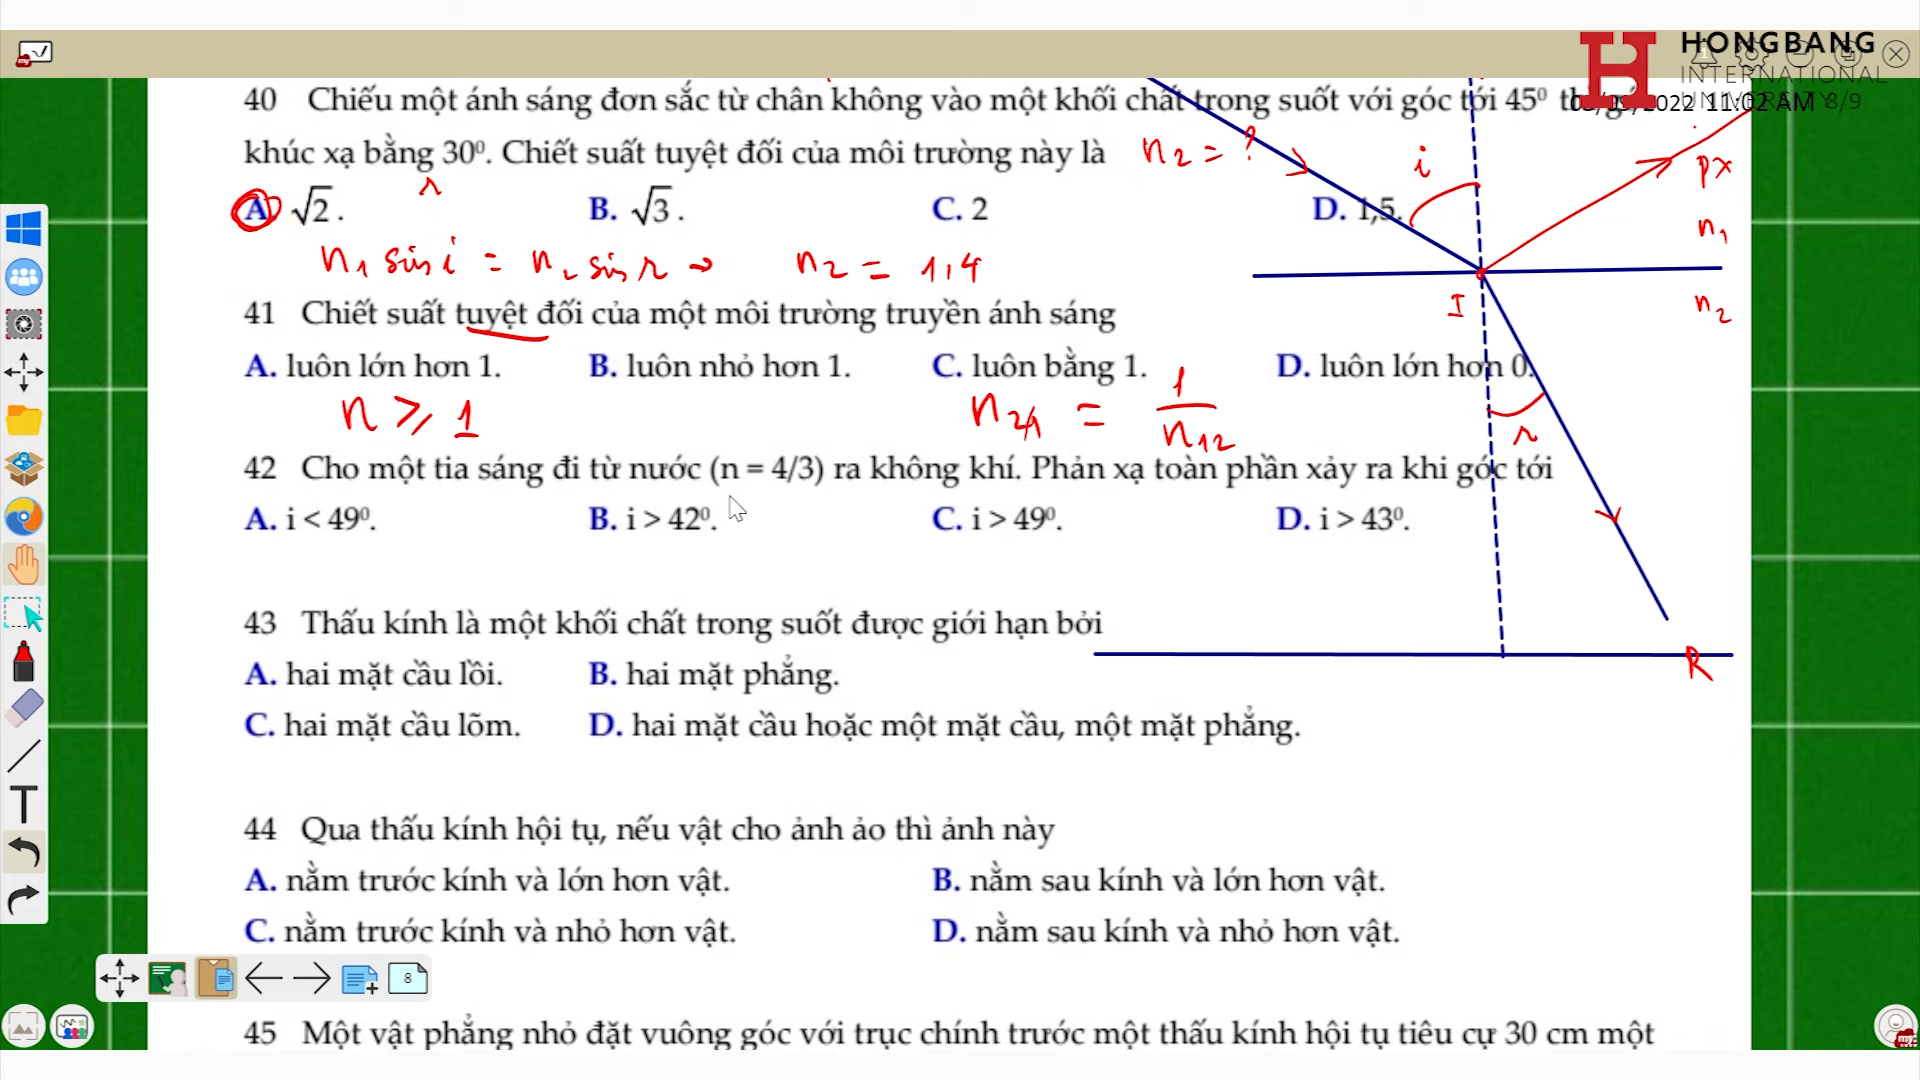 HONGBANG
INTERNATIONAL
UNIVERSITY
2022 11:02 AM 8/9
40 Chiếu một ánh sáng đơn sắc từ chân không vào một khối chất trong suốt với góc tới 45⁰ thì
khúc xạ bằng 30⁰. Chiết suất tuyệt đối của môi trường này là
n₂ = ?
i
px
r
A. √2.
B. √3.
C. 2
D. 1,5.
n₁
n₁ sin i = n₂ sin r → n₂ = 1,4
I
n₂
41 Chiết suất tuyệt đối của một môi trường truyền ánh sáng
A. luôn lớn hơn 1.
B. luôn nhỏ hơn 1.
C. luôn bằng 1.
D. luôn lớn hơn 0.
n ≥ 1
n₂₁ = 1/n₁₂
r
42 Cho một tia sáng đi từ nước (n = 4/3) ra không khí. Phản xạ toàn phần xảy ra khi góc tới
A. i < 49⁰.
B. i > 42⁰.
C. i > 49⁰.
D. i > 43⁰.
43 Thấu kính là một khối chất trong suốt được giới hạn bởi
R
A. hai mặt cầu lồi.
B. hai mặt phẳng.
C. hai mặt cầu lõm.
D. hai mặt cầu hoặc một mặt cầu, một mặt phẳng.
44 Qua thấu kính hội tụ, nếu vật cho ảnh ảo thì ảnh này
A. nằm trước kính và lớn hơn vật.
B. nằm sau kính và lớn hơn vật.
C. nằm trước kính và nhỏ hơn vật.
D. nằm sau kính và nhỏ hơn vật.
8
45 Một vật phẳng nhỏ đặt vuông góc với trục chính trước một thấu kính hội tụ tiêu cự 30 cm một